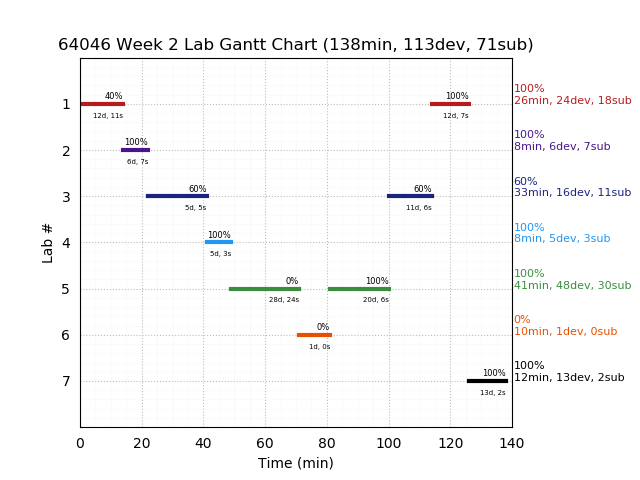 64046 Week 2 Lab Gantt Chart (138min, 113dev, 71sub)
Lab #
1
2
3
4
5
6
7
40%
12d, 11s
100%
12d, 7s
100%
6d, 7s
60%
5d, 5s
60%
11d, 6s
100%
5d, 3s
0%
28d, 24s
100%
20d, 6s
0%
1d, 0s
100%
13d, 2s
100%
26min, 24dev, 18sub
100%
8min, 6dev, 7sub
60%
33min, 16dev, 11sub
100%
8min, 5dev, 3sub
100%
41min, 48dev, 30sub
0%
10min, 1dev, 0sub
100%
12min, 13dev, 2sub
0 20 40 60 80 100 120 140
Time (min)